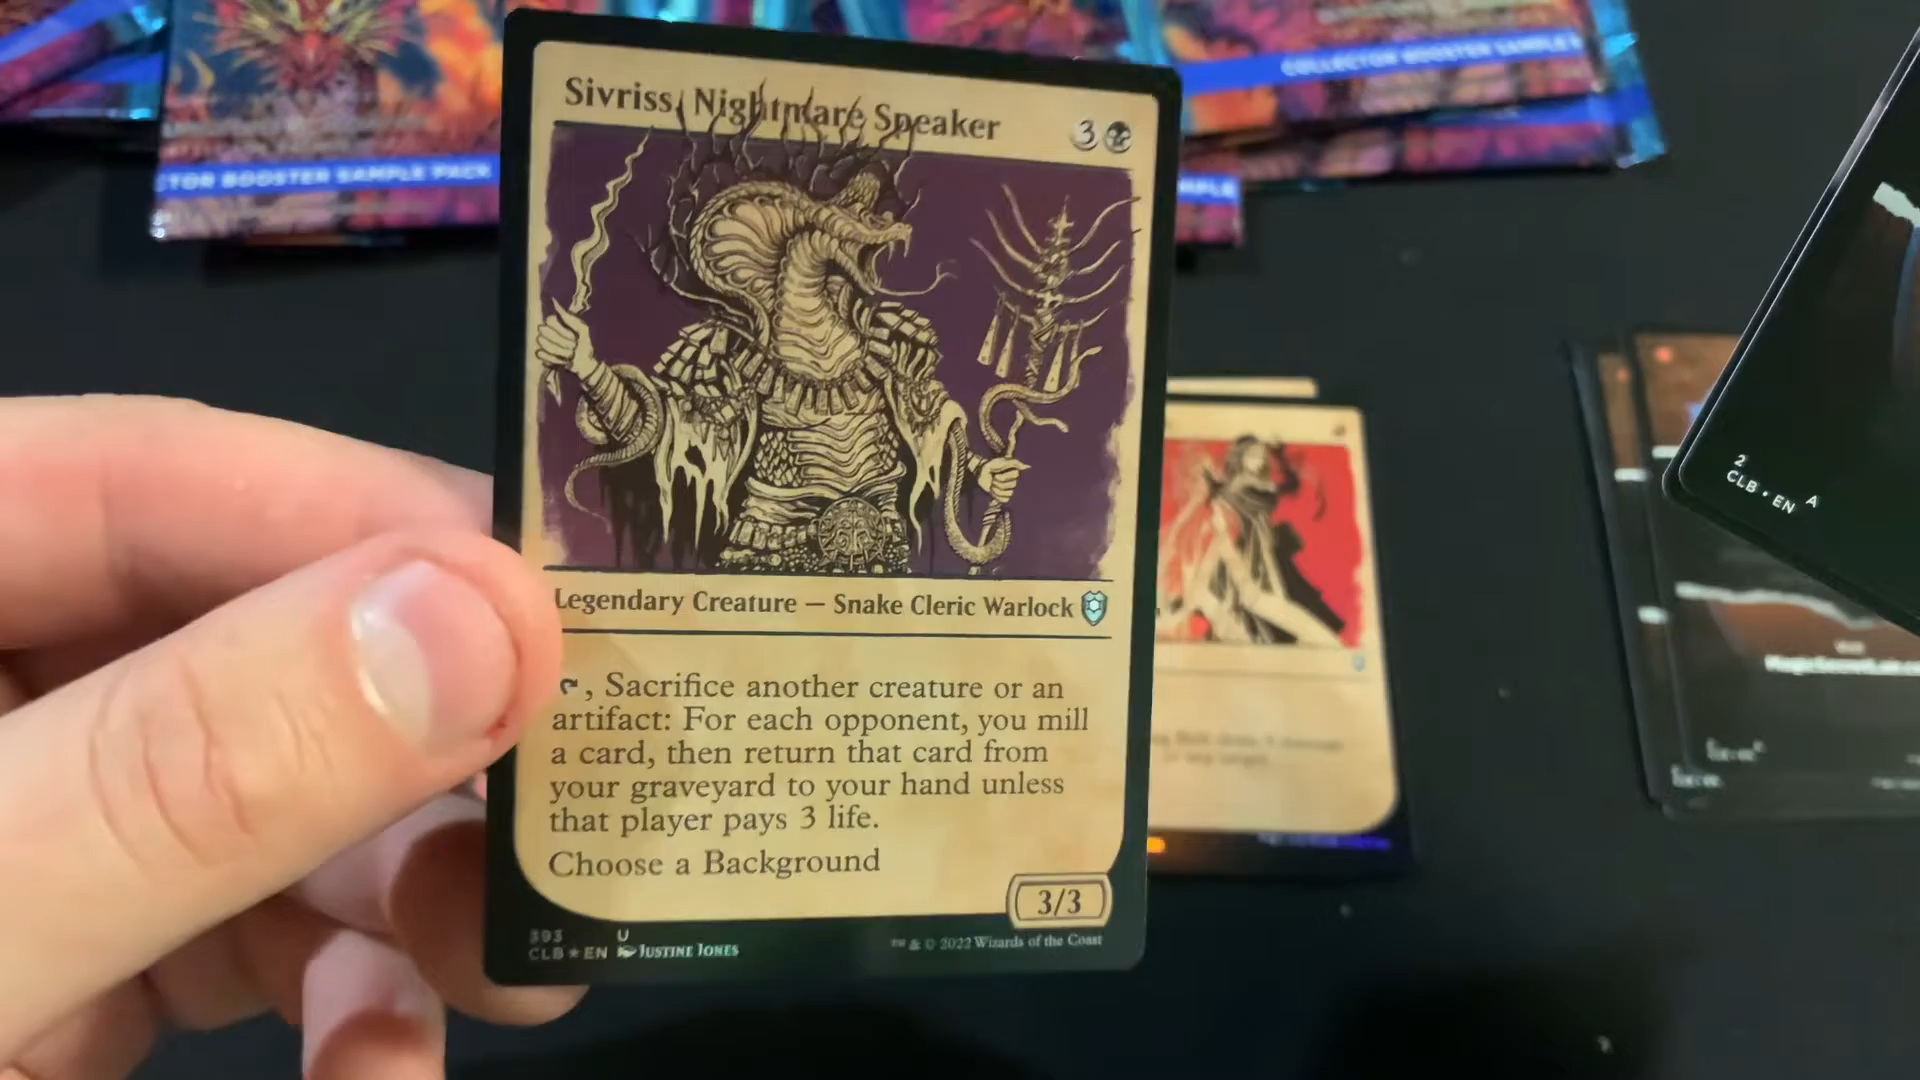 COLLECTOR BOOSTER SAMPLE
CTOR BOOSTER SAMPLE PACK
MPLE
Sivriss, Nightmare Speaker
3
Legendary Creature — Snake Cleric Warlock
, Sacrifice another creature or an
artifact: For each opponent, you mill
a card, then return that card from
your graveyard to your hand unless
that player pays 3 life.
Choose a Background
3/3
393 U
CLB ★ EN JUSTINE JONES
™ & © 2022 Wizards of the Coast
2
CLB • EN A